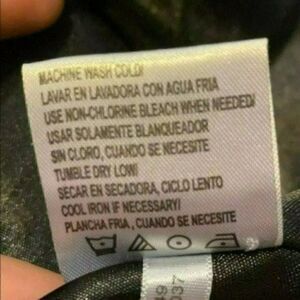 MACHINE WASH COLD/
LAVAR EN LAVADORA CON AGUA FRIA
USE NON-CHLORINE BLEACH WHEN NEEDED/
USAR SOLAMENTE BLANQUEADOR
SIN CLORO, CUANDO SE NECESITE
TUMBLE DRY LOW/
SECAR EN SECADORA, CICLO LENTO
COOL IRON IF NECESSARY/
PLANCHA FRIA, CUANDO SE NECESITE
49
37